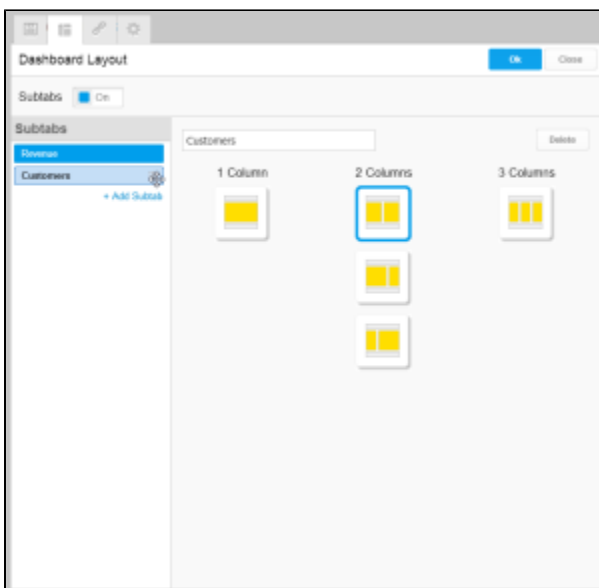 Dashboard Layout
Ok
Close
Subtabs
On
Subtabs
Revenue
Customers
+ Add Subtab
Customers
Delete
1 Column
2 Columns
3 Columns